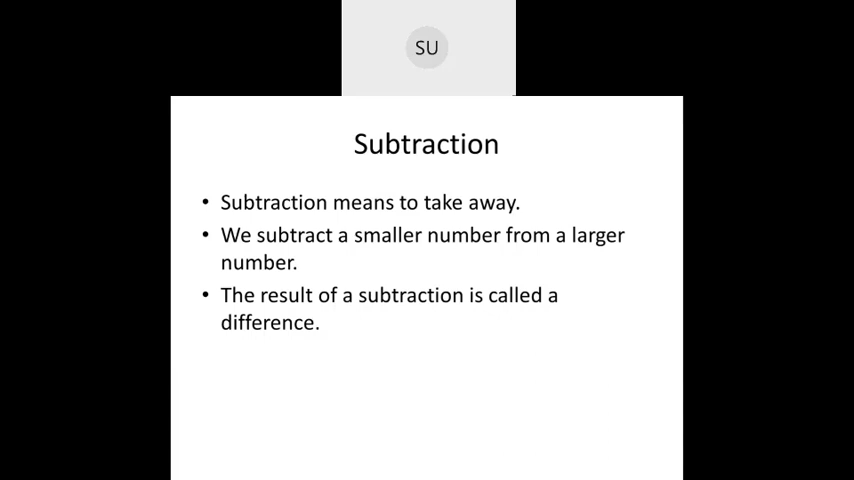 SU
Subtraction
• Subtraction means to take away.
• We subtract a smaller number from a larger
number.
• The result of a subtraction is called a
difference.